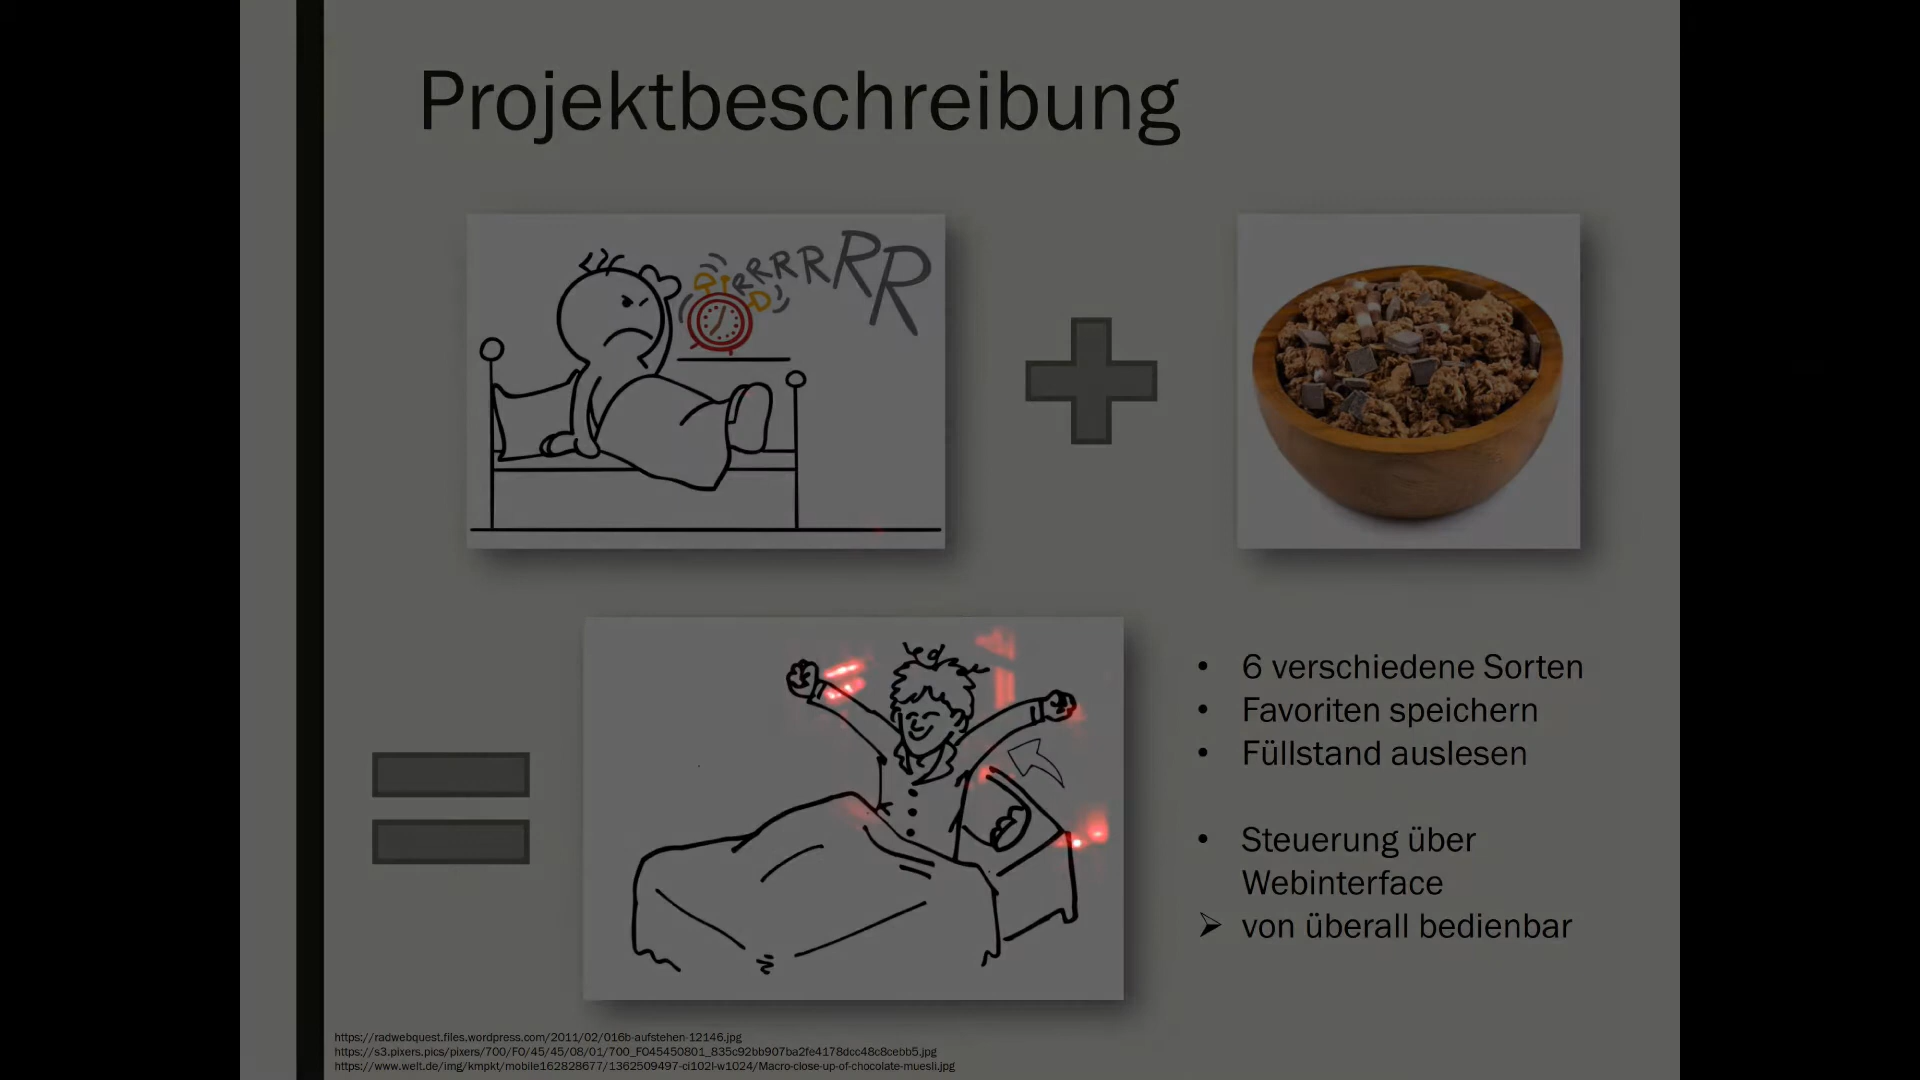 Projektbeschreibung
RRRRRR
6 verschiedene Sorten
Favoriten speichern
Füllstand auslesen
Steuerung über
Webinterface
von überall bedienbar
https://radwebquest.files.wordpress.com/2011/02/016b-aufstehen-12146.jpg
https://s3.pixers.pics/pixers/700/FO/45/45/08/01/700_FO45450801_835c92bb907ba2fe4178dcc48c8cebb5.jpg
https://www.welt.de/img/kmpkt/mobile162828677/1362509497-ci102l-w1024/Macro-close-up-of-chocolate-muesli.jpg